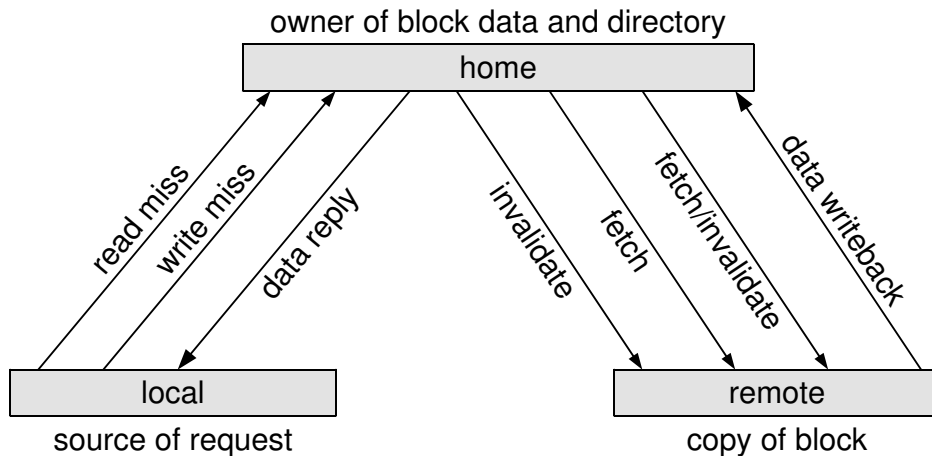 owner of block data and directory
home
read miss
write miss
data reply
invalidate
fetch
fetch/invalidate
data writeback
local
remote
source of request
copy of block